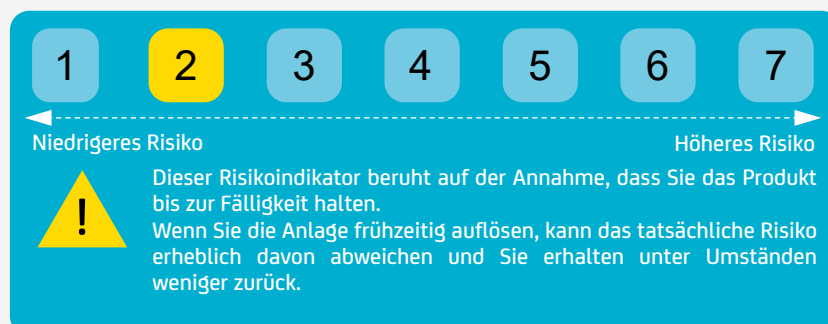 1 2 3 4 5 6 7
Niedrigeres Risiko Höheres Risiko
! Dieser Risikoindikator beruht auf der Annahme, dass Sie das Produkt
bis zur Fälligkeit halten.
Wenn Sie die Anlage frühzeitig auflösen, kann das tatsächliche Risiko
erheblich davon abweichen und Sie erhalten unter Umständen
weniger zurück.